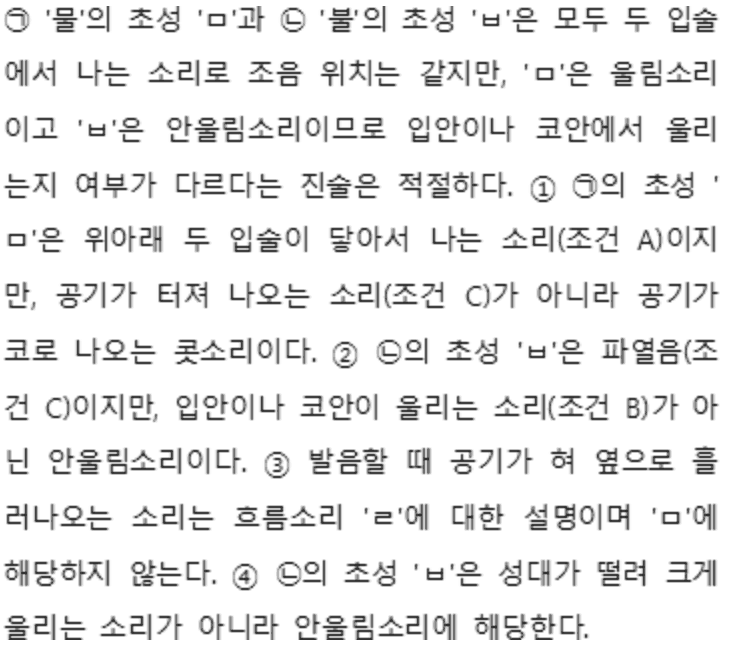 ㉠ '물'의 초성 'ㅁ'과 ㉡ '불'의 초성 'ㅂ'은 모두 두 입술
에서 나는 소리로 조음 위치는 같지만, 'ㅁ'은 울림소리
이고 'ㅂ'은 안울림소리이므로 입안이나 코안에서 울리
는지 여부가 다르다는 진술은 적절하다. ① ㉠의 초성 '
ㅁ'은 위아래 두 입술이 닿아서 나는 소리(조건 A)이지
만, 공기가 터져 나오는 소리(조건 C)가 아니라 공기가
코로 나오는 콧소리이다. ② ㉡의 초성 'ㅂ'은 파열음(조
건 C)이지만, 입안이나 코안이 울리는 소리(조건 B)가 아
닌 안울림소리이다. ③ 발음할 때 공기가 혀 옆으로 흘
러나오는 소리는 흐름소리 'ㄹ'에 대한 설명이며 'ㅁ'에
해당하지 않는다. ④ ㉡의 초성 'ㅂ'은 성대가 떨려 크게
울리는 소리가 아니라 안울림소리에 해당한다.